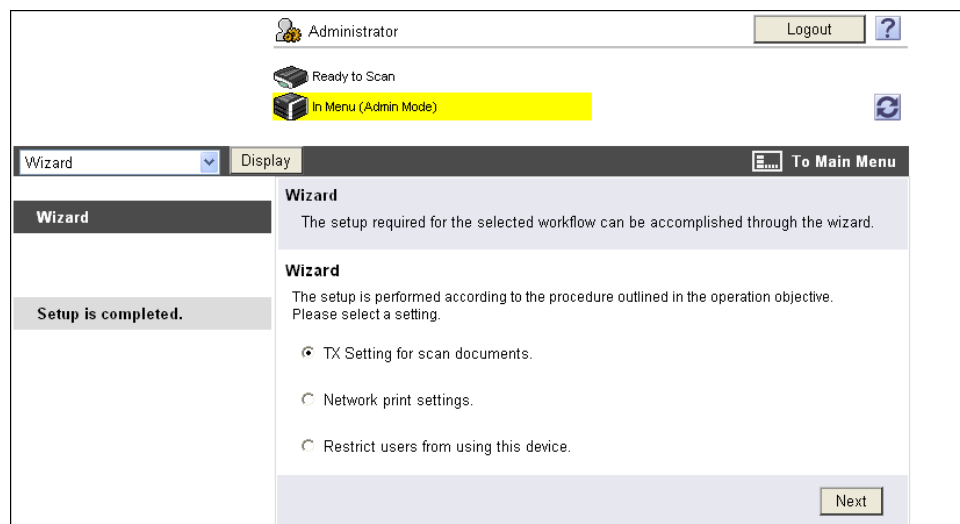 Administrator
Logout
?
Ready to Scan
In Menu (Admin Mode)
Wizard
Display
To Main Menu
Wizard
Setup is completed.
Wizard
The setup required for the selected workflow can be accomplished through the wizard.
Wizard
The setup is performed according to the procedure outlined in the operation objective.
Please select a setting.
TX Setting for scan documents.
Network print settings.
Restrict users from using this device.
Next